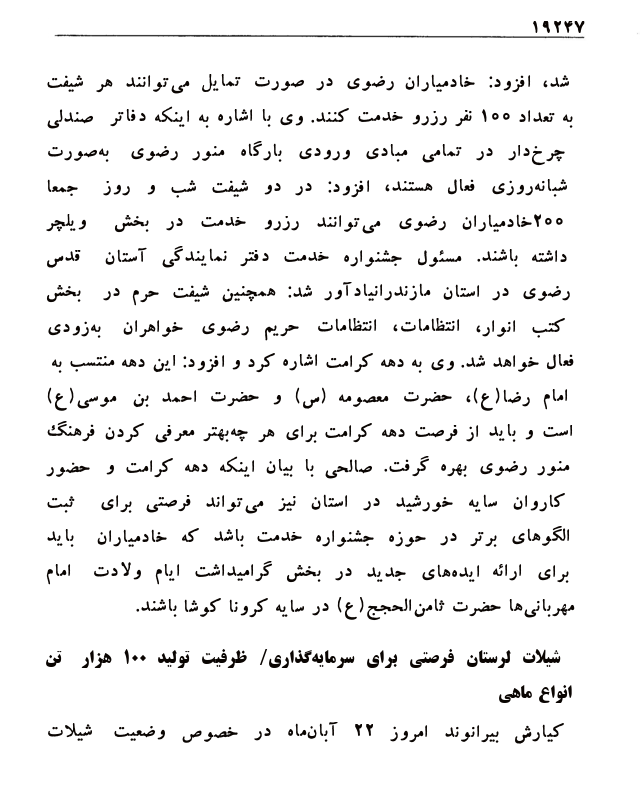 ۱۹۲۴۷
شد، افزود: خادمیاران رضوی در صورت تمایل می‌توانند هر شیفت
به تعداد ۱۰۰ نفر رزرو خدمت کنند. وی با اشاره به اینکه دفاتر صندلی
چرخ‌دار در تمامی مبادی ورودی بارگاه منور رضوی به‌صورت
شبانه‌روزی فعال هستند، افزود: در دو شیفت شب و روز جمعا
۲۰۰خادمیاران رضوی می‌توانند رزرو خدمت در بخش ویلچر
داشته باشند. مسئول جشنواره خدمت دفتر نمایندگی آستان قدس
رضوی در استان مازندرانیادآور شد: همچنین شیفت حرم در بخش
کتب انوار، انتظامات، انتظامات حریم رضوی خواهران به‌زودی
فعال خواهد شد. وی به دهه کرامت اشاره کرد و افزود: این دهه منتسب به
امام رضا(ع)، حضرت معصومه (س) و حضرت احمد بن موسی(ع)
است و باید از فرصت دهه کرامت برای هر چه‌بهتر معرفی کردن فرهنگ
منور رضوی بهره گرفت. صالحی با بیان اینکه دهه کرامت و حضور
کاروان سایه خورشید در استان نیز می‌تواند فرصتی برای ثبت
الگوهای برتر در حوزه جشنواره خدمت باشد که خادمیاران باید
برای ارائه ایده‌های جدید در بخش گرامیداشت ایام ولادت امام
مهربانی‌ها حضرت ثامن‌الحجج(ع) در سایه کرونا کوشا باشند.
شیلات لرستان فرصتی برای سرمایه‌گذاری/ ظرفیت تولید ۱۰۰ هزار تن
انواع ماهی
کیارش بیرانوند امروز ۲۲ آبان‌ماه در خصوص وضعیت شیلات